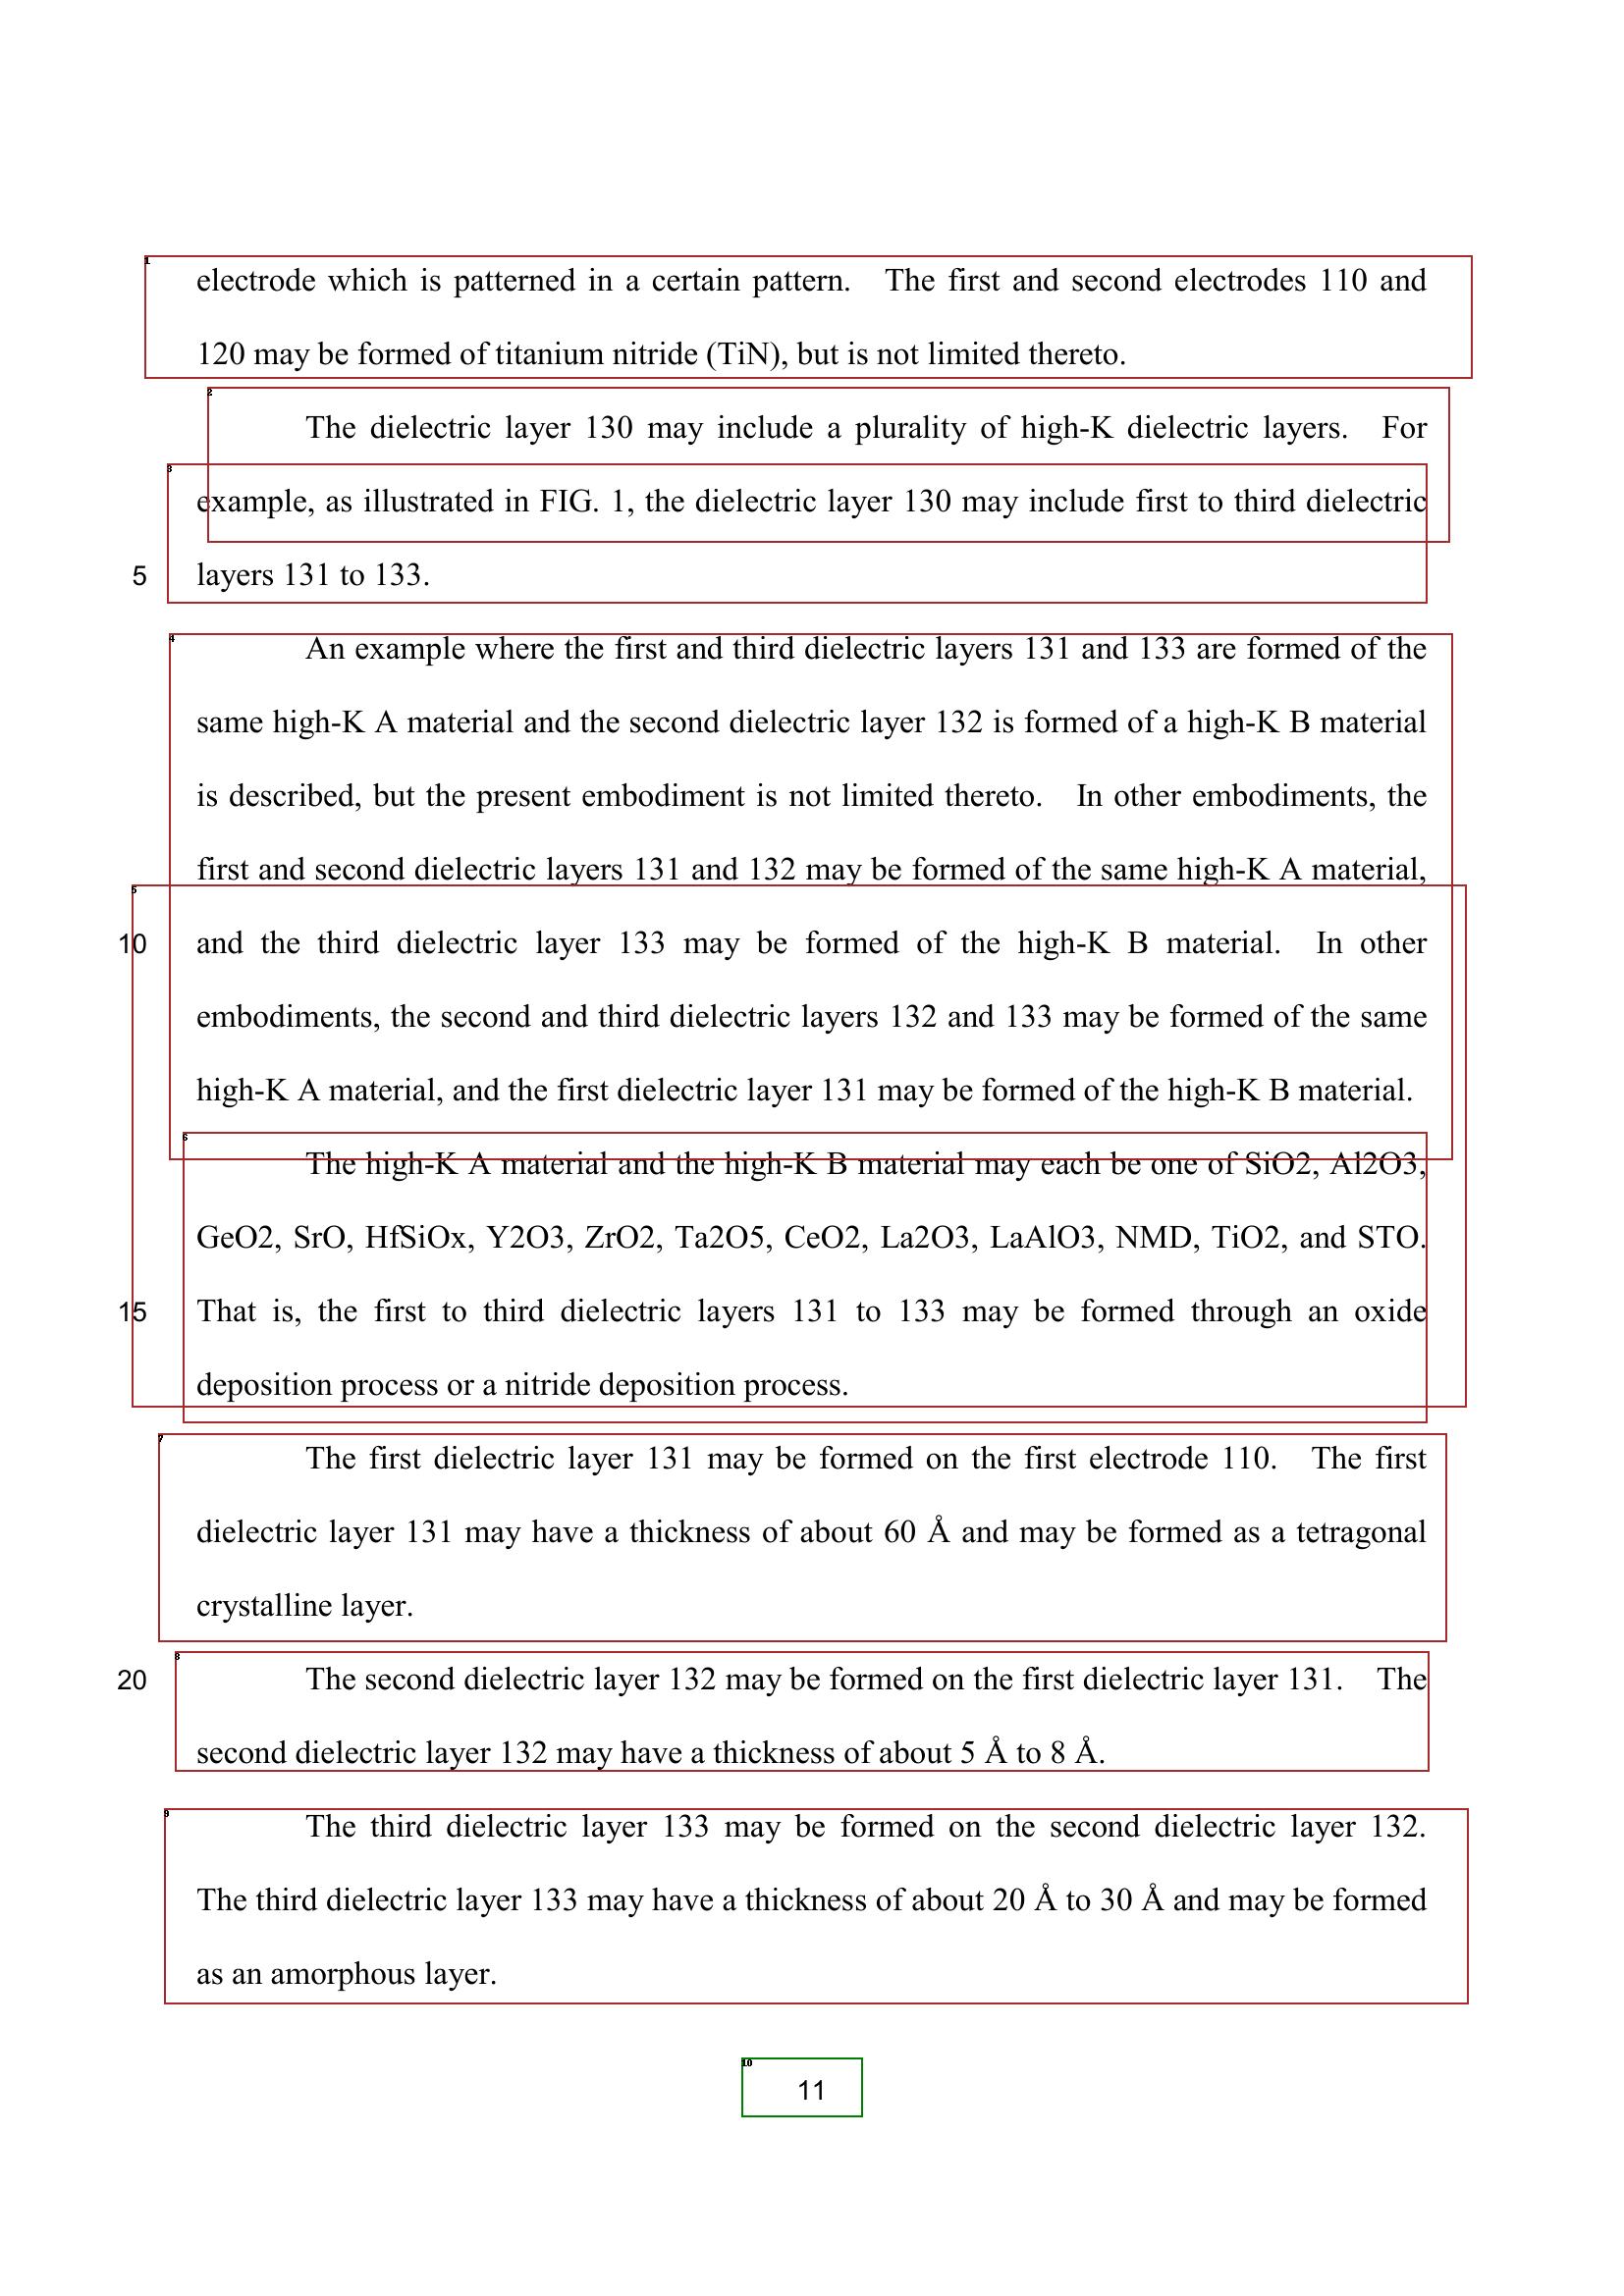 electrode which is patterned in a certain pattern. The first and second electrodes 110 and
120 may be formed of titanium nitride (TiN), but is not limited thereto.
The dielectric layer 130 may include a plurality of high-K dielectric layers. For
example, as illustrated in FIG. 1, the dielectric layer 130 may include first to third dielectric
5 layers 131 to 133.
An example where the first and third dielectric layers 131 and 133 are formed of the
same high-K A material and the second dielectric layer 132 is formed of a high-K B material
is described, but the present embodiment is not limited thereto. In other embodiments, the
first and second dielectric layers 131 and 132 may be formed of the same high-K A material,
10 and the third dielectric layer 133 may be formed of the high-K B material. In other
embodiments, the second and third dielectric layers 132 and 133 may be formed of the same
high-K A material, and the first dielectric layer 131 may be formed of the high-K B material.
The high-K A material and the high-K B material may each be one of SiO2, Al2O3,
GeO2, SrO, HfSiOx, Y2O3, ZrO2, Ta2O5, CeO2, La2O3, LaAlO3, NMD, TiO2, and STO.
15 That is, the first to third dielectric layers 131 to 133 may be formed through an oxide
deposition process or a nitride deposition process.
The first dielectric layer 131 may be formed on the first electrode 110. The first
dielectric layer 131 may have a thickness of about 60 Å and may be formed as a tetragonal
crystalline layer.
20 The second dielectric layer 132 may be formed on the first dielectric layer 131. The
second dielectric layer 132 may have a thickness of about 5 Å to 8 Å.
The third dielectric layer 133 may be formed on the second dielectric layer 132.
The third dielectric layer 133 may have a thickness of about 20 Å to 30 Å and may be formed
as an amorphous layer.
11